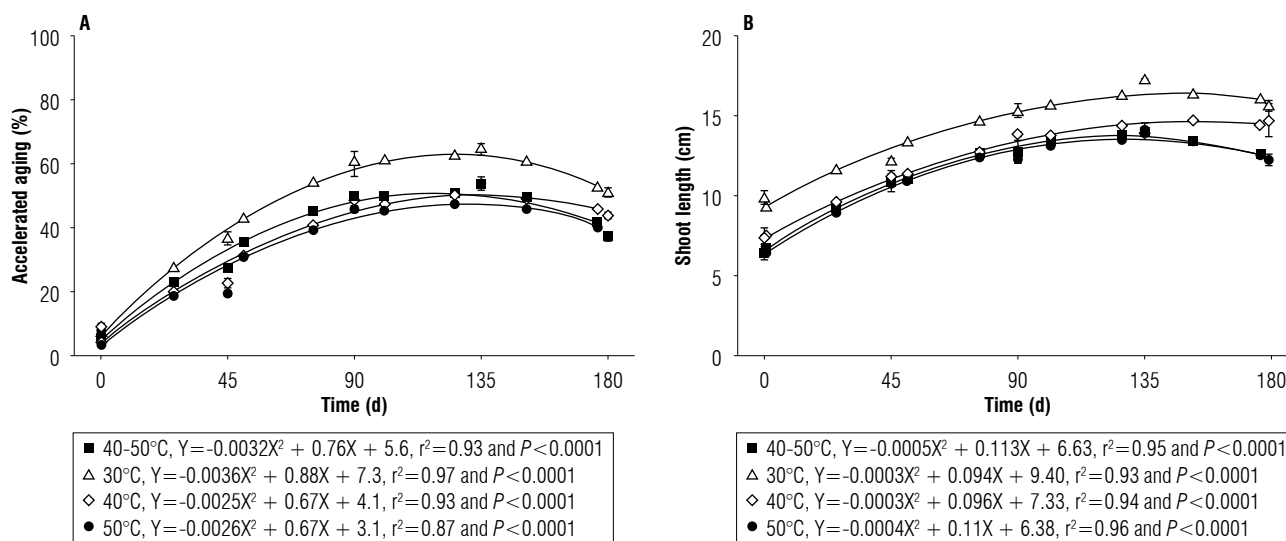 A
Accelerated aging (%)
100
80
60
40
20
0
0 45 90 135 180
Time (d)
■ 40-50°C, Y=-0.0032X² + 0.76X + 5.6, r²=0.93 and P<0.0001
△ 30°C, Y=-0.0036X² + 0.88X + 7.3, r²=0.97 and P<0.0001
◇ 40°C, Y=-0.0025X² + 0.67X + 4.1, r²=0.93 and P<0.0001
● 50°C, Y=-0.0026X² + 0.67X + 3.1, r²=0.87 and P<0.0001
B
Shoot length (cm)
20
15
10
5
0
0 45 90 135 180
Time (d)
■ 40-50°C, Y=-0.0005X² + 0.113X + 6.63, r²=0.95 and P<0.0001
△ 30°C, Y=-0.0003X² + 0.094X + 9.40, r²=0.93 and P<0.0001
◇ 40°C, Y=-0.0003X² + 0.096X + 7.33, r²=0.94 and P<0.0001
● 50°C, Y=-0.0004X² + 0.11X + 6.38, r²=0.96 and P<0.0001